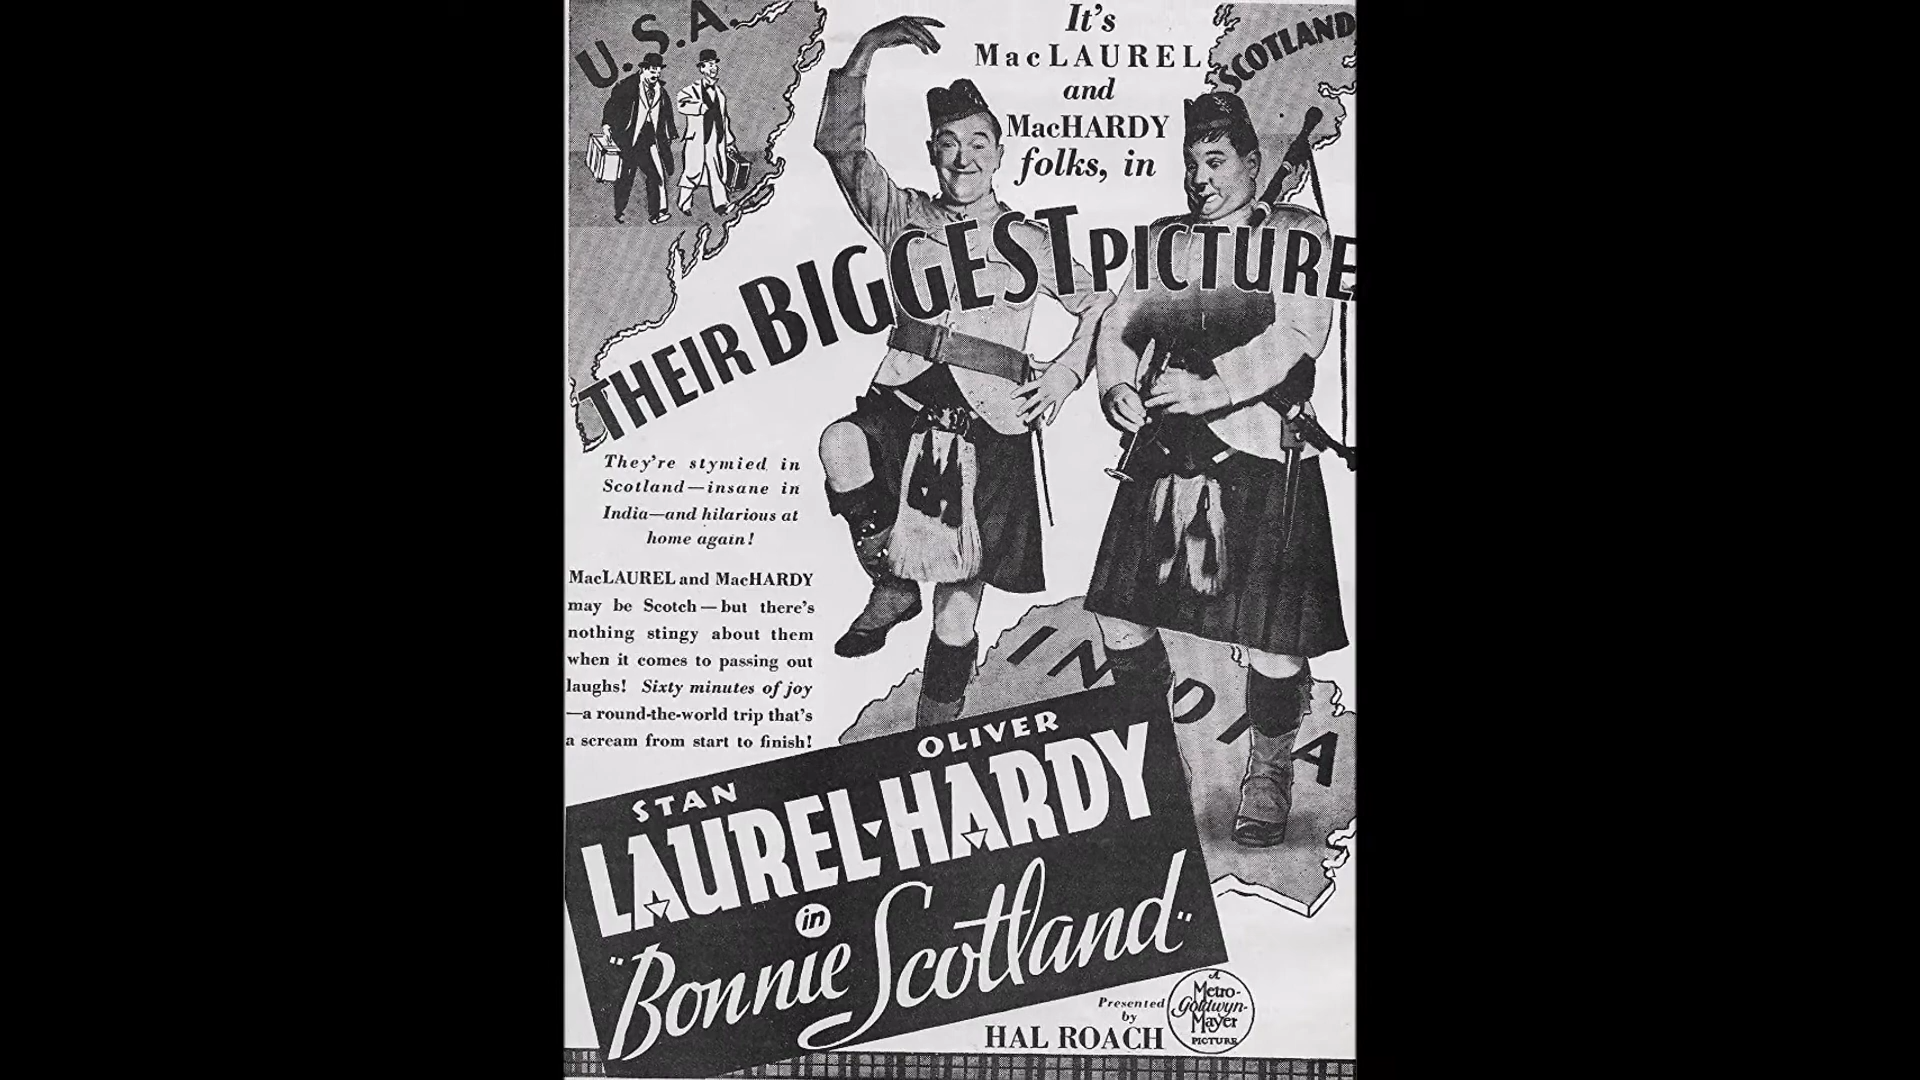 U.S.A.
It's
MacLAUREL
and
MacHARDY
folks, in
SCOTLAND
THEIR BIGGEST PICTURE
They're stymied in
Scotland—insane in
India—and hilarious at
home again!
MacLAUREL and MacHARDY
may be Scotch—but there's
nothing stingy about them
when it comes to passing out
laughs! Sixty minutes of joy
—a round-the-world trip that's
a scream from start to finish!
INDIA
STAN OLIVER
LAUREL-HARDY
in
"Bonnie Scotland"
Presented
by
HAL ROACH
A
Metro-
Goldwyn-
Mayer
PICTURE